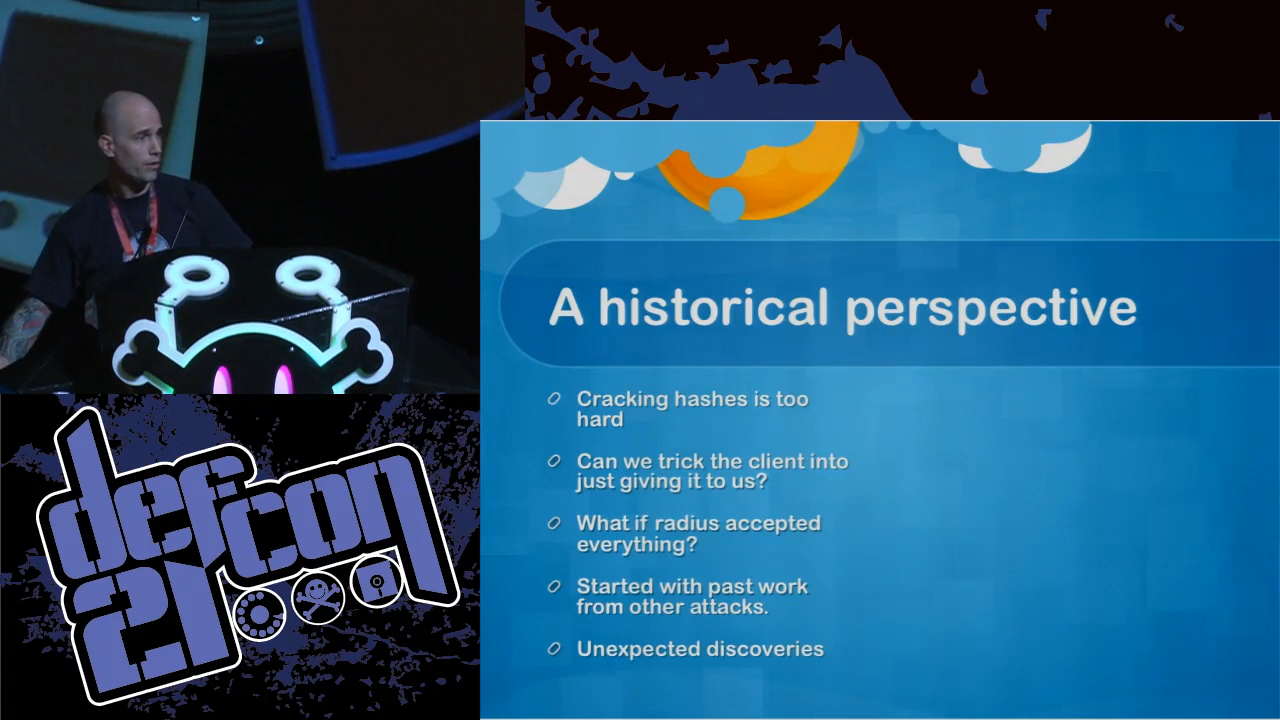 A historical perspective
Cracking hashes is too
hard
Can we trick the client into
just giving it to us?
What if radius accepted
everything?
Started with past work
from other attacks.
Unexpected discoveries
defcon
21